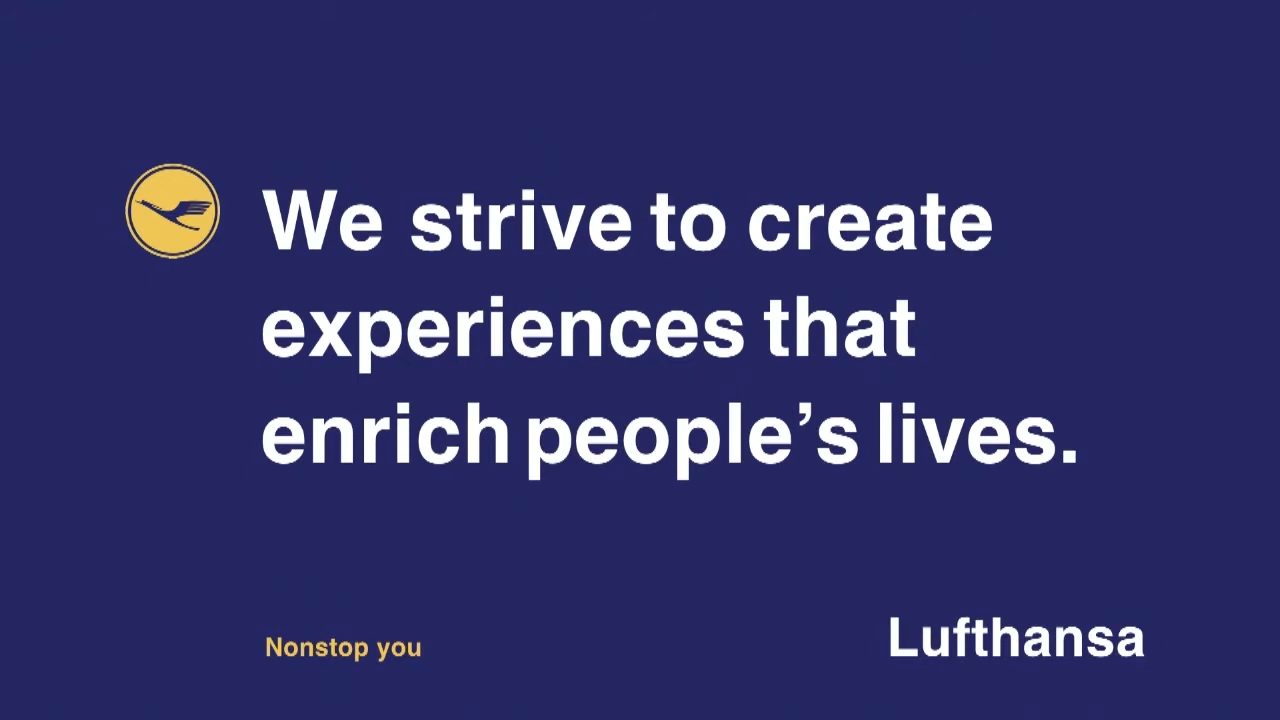 We strive to create
experiences that
enrich people’s lives.
Nonstop you
Lufthansa